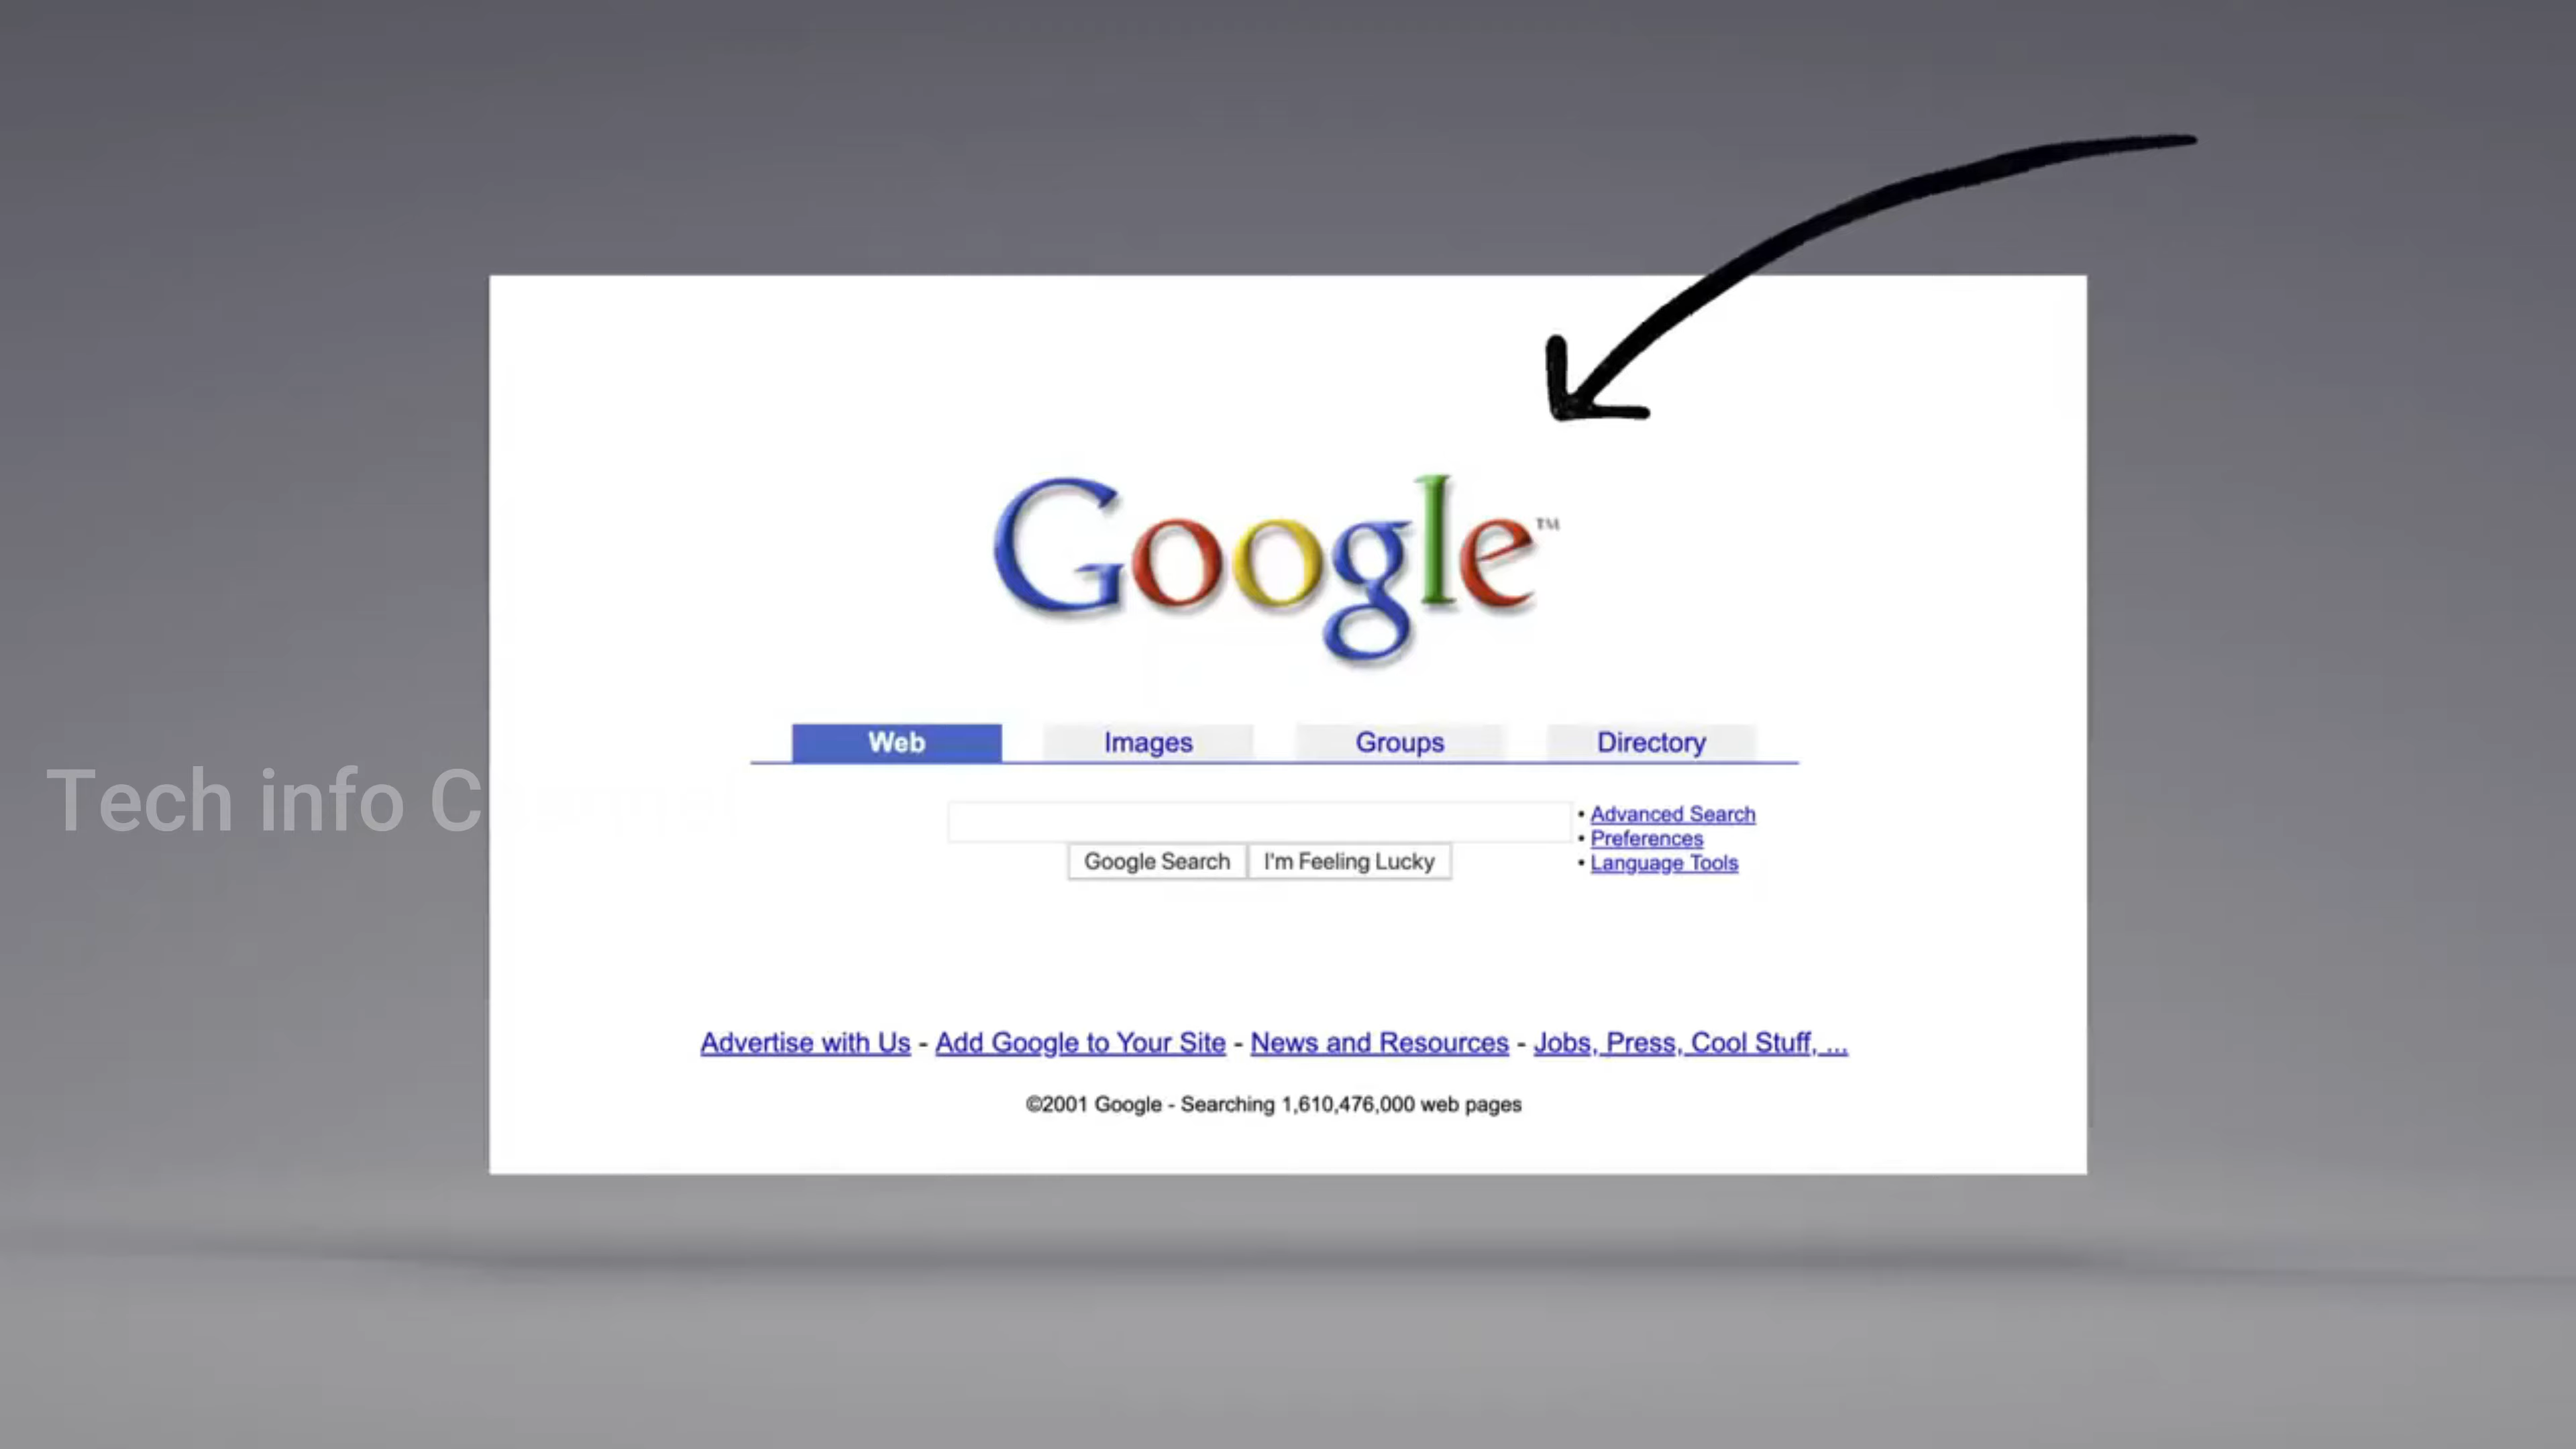 Google™
Web Images Groups Directory
• Advanced Search
• Preferences
• Language Tools
Google Search I'm Feeling Lucky
Tech info Channel
Advertise with Us - Add Google to Your Site - News and Resources - Jobs, Press, Cool Stuff, ...
©2001 Google - Searching 1,610,476,000 web pages